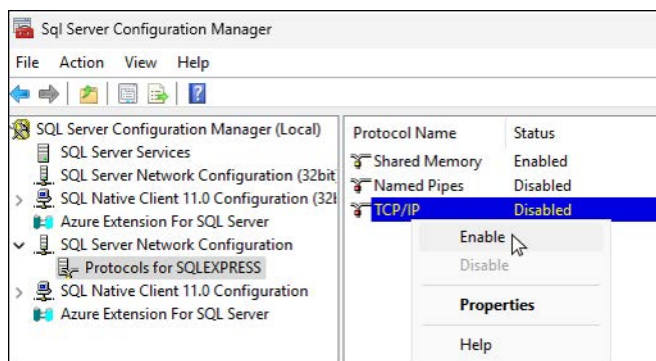 Sql Server Configuration Manager
File Action View Help
SQL Server Configuration Manager (Local)
SQL Server Services
SQL Server Network Configuration (32bit
SQL Native Client 11.0 Configuration (32
Azure Extension For SQL Server
SQL Server Network Configuration
Protocols for SQLEXPRESS
SQL Native Client 11.0 Configuration
Azure Extension For SQL Server
Protocol Name Status
Shared Memory Enabled
Named Pipes Disabled
TCP/IP Disabled
Enable
Disable
Properties
Help